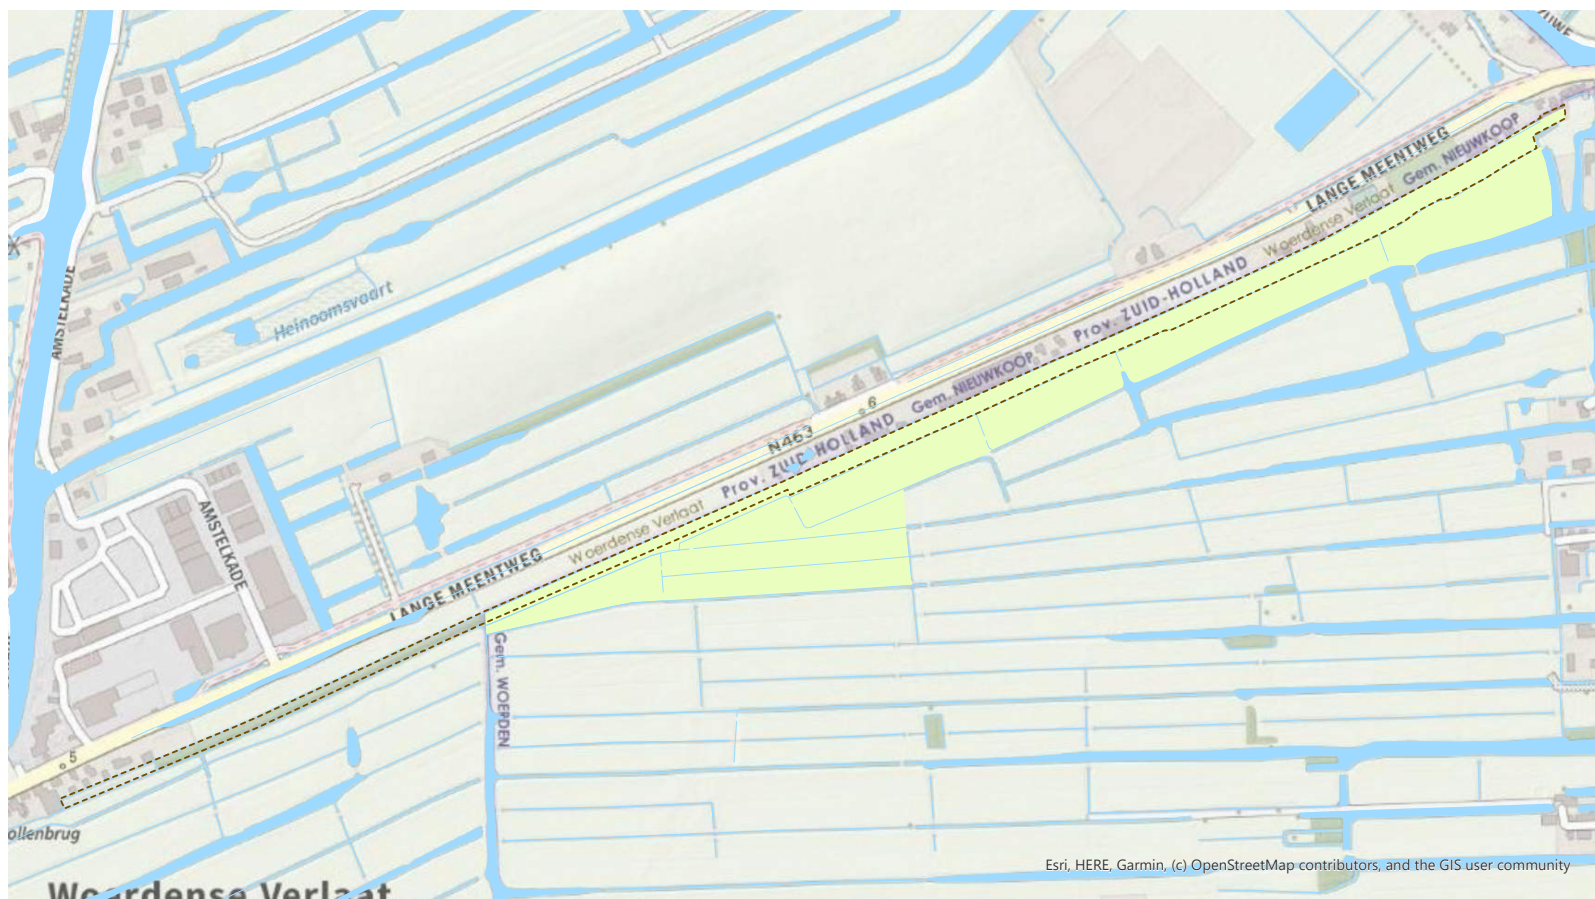 LANGE MEENTWEG
Gem. NIEUWKOOP
Woerdense Verlaat
Prov. ZUID-HOLLAND
AMSTELKADE
Heinoomsvaart
Gem. NIEUWKOOP
6
N463
Prov. ZUID-HOLLAND
Woerdense Verlaat
AMSTELKADE
LANGE MEENTWEG
Gem. WOERDEN
5
ollenbrug
Esri, HERE, Garmin, (c) OpenStreetMap contributors, and the GIS user community
Woerdense Verlaat